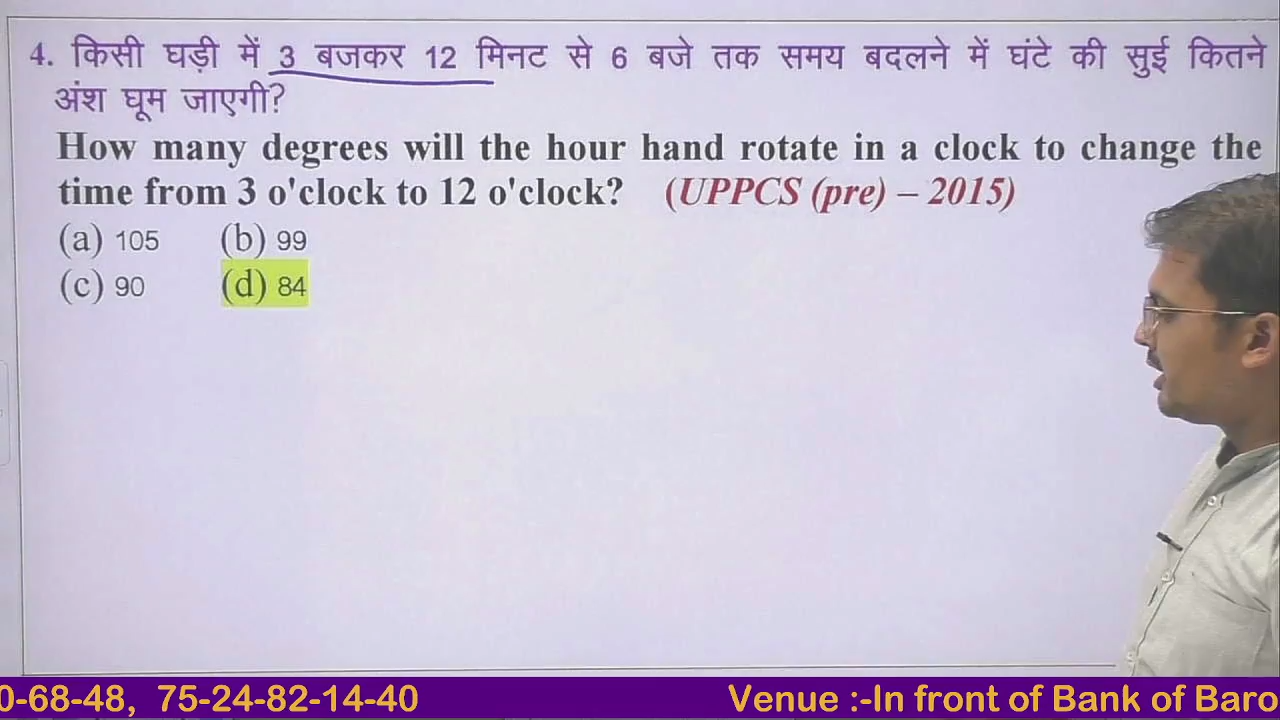 4. किसी घड़ी में 3 बजकर 12 मिनट से 6 बजे तक समय बदलने में घंटे की सुई कितने
अंश घूम जाएगी?
How many degrees will the hour hand rotate in a clock to change the
time from 3 o'clock to 12 o'clock? (UPPCS (pre) – 2015)
(a) 105 (b) 99
(c) 90 (d) 84
0-68-48, 75-24-82-14-40 Venue :-In front of Bank of Baro